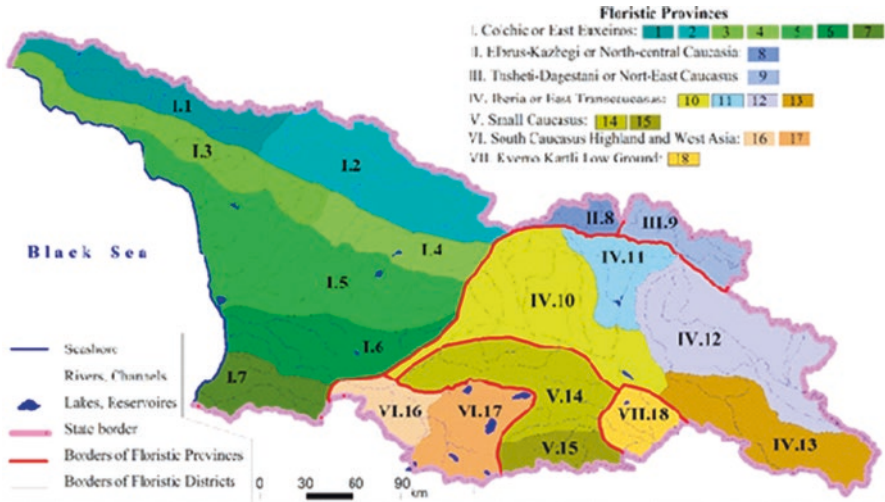 Floristic Provinces
I. Colchic or East Euxeiros: 1 2 3 4 5 6 7
II. Elbrus-Kazbegi or North-central Caucasia: 8
III. Tusheti-Dagestani or Nort-East Caucasus 9
IV. Iberia or East Transcucasus: 10 11 12 13
V. Small Caucasus: 14 15
VI. South Caucasus Highland and West Asia: 16 17
VII. Kvemo Kartli Low Ground: 18
I.1
I.3
I.2
II.8
III.9
Black Sea
I.4
IV.11
I.5
IV.10
IV.12
I.6
Seashore
Rivers, Channels
I.7
Lakes, Reservoires
VI.16
VI.17
V.14
VII.18
State border
IV.13
Borders of Floristic Provinces
V.15
Borders of Floristic Districts
0 30 60 90
km